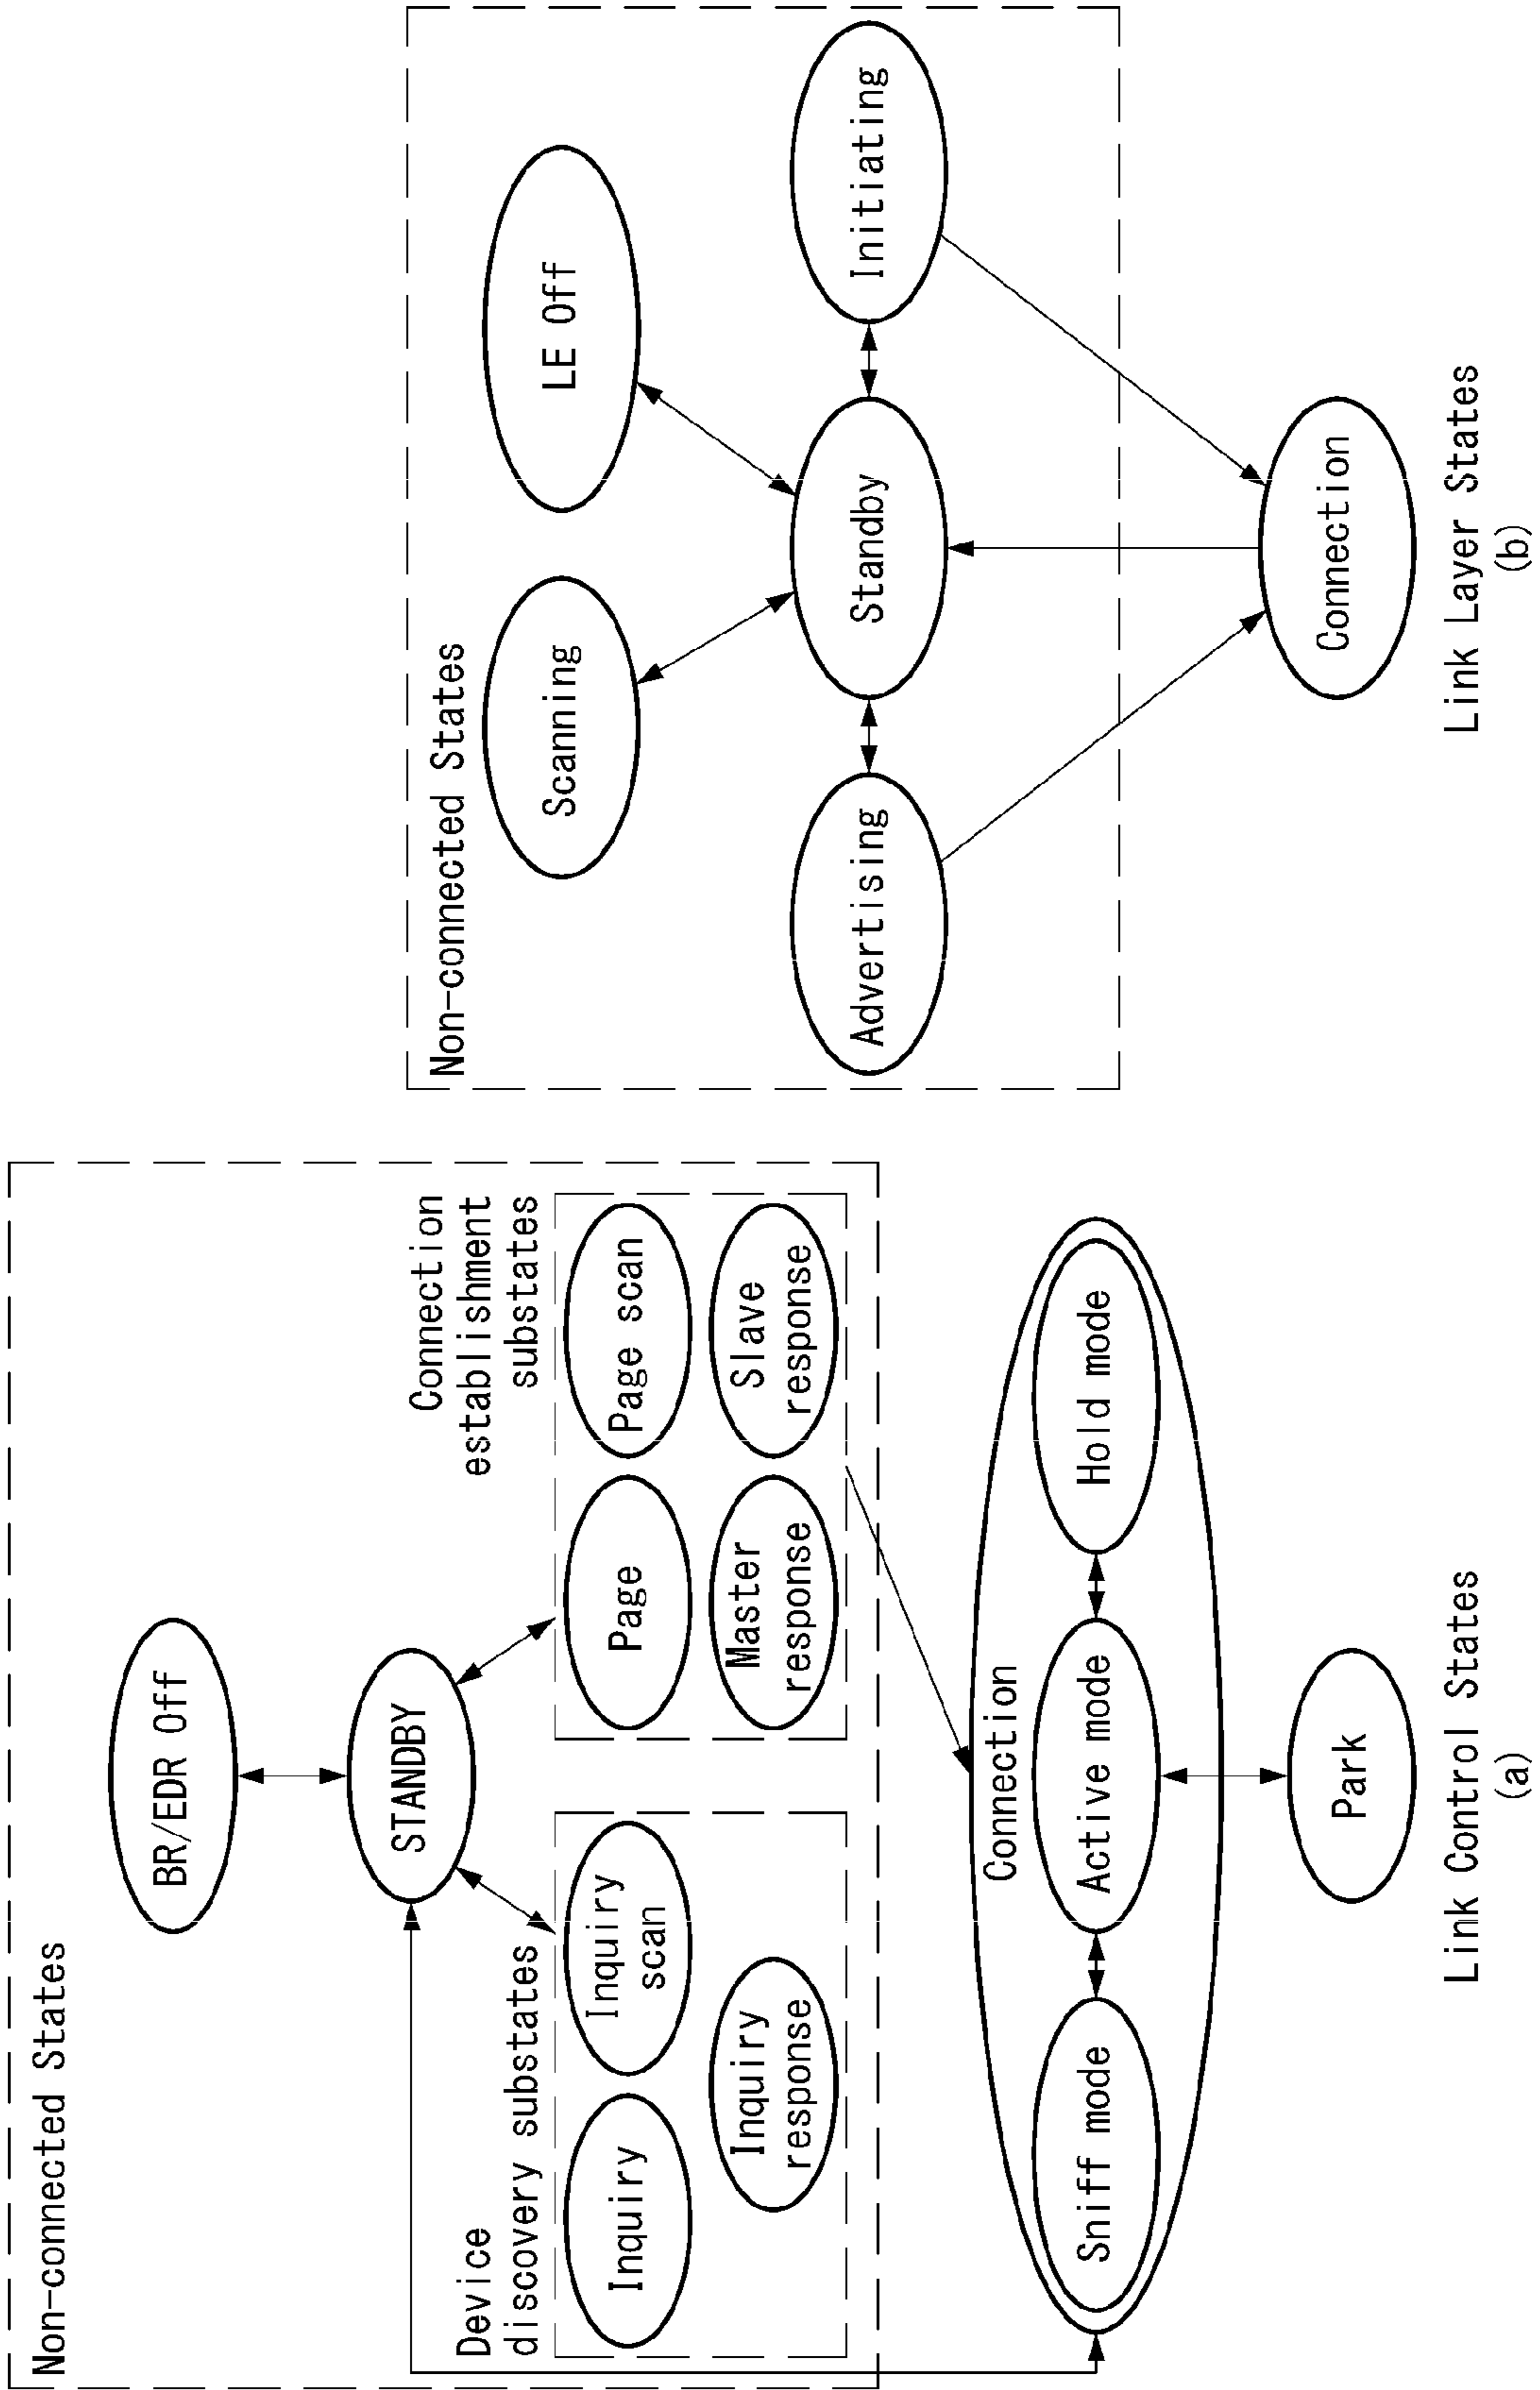 Non-connected States
BR/EDR Off
STANDBY
Device
discovery substates
Inquiry
Inquiry
scan
Inquiry
response
Connection
establishment
substates
Page
Page scan
Master
response
Slave
response
Connection
Sniff mode
Active mode
Hold mode
Park
Link Control States
(a)
Non-connected States
Scanning
LE Off
Advertising
Standby
Initiating
Connection
Link Layer States
(b)